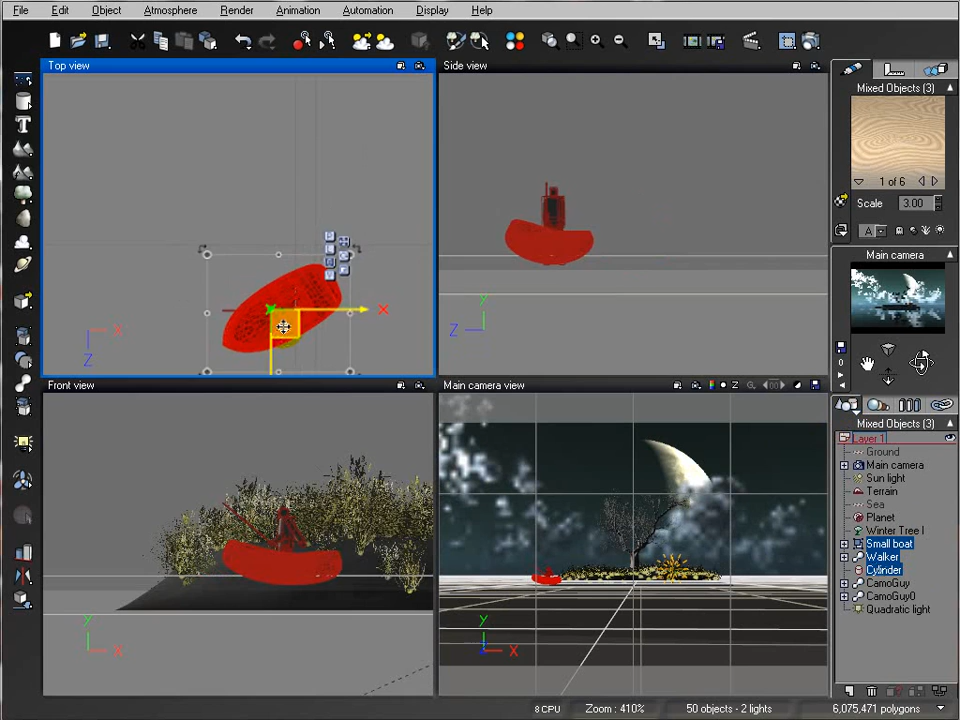 File Edit Object Atmosphere Render Animation Automation Display Help
Top view
Side view
Mixed Objects (3)
1 of 6
Scale 3.00
A
Main camera
0
X
X
Z
y
Z
Front view
Main camera view
Z
Mixed Objects (3)
Layer 1
Ground
Main camera
Sun light
Terrain
Sea
Planet
Winter Tree I
Small boat
Walker
Cylinder
CamoGuy
CamoGuy0
Quadratic light
y
X
y
X
8 CPU Zoom : 410% 50 objects - 2 lights 6,075,471 polygons